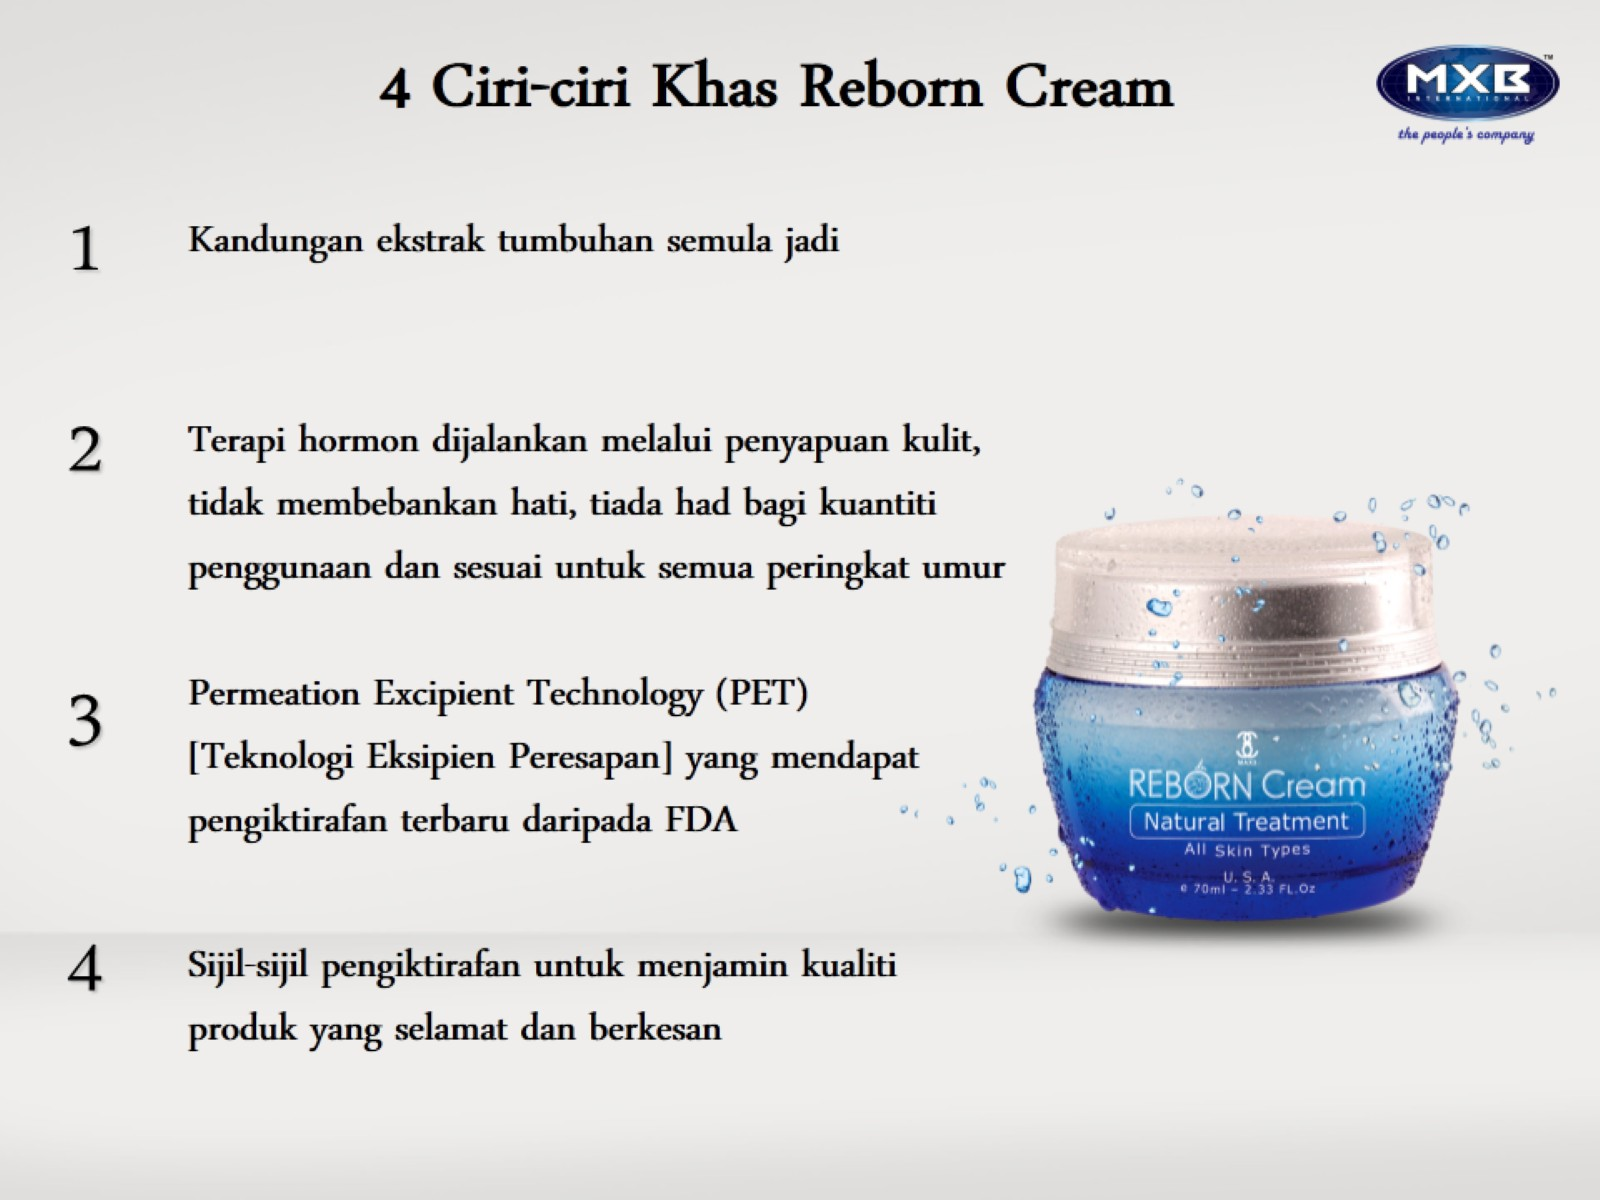 4 Ciri-ciri Khas Reborn Cream
MXB
INTERNATIONAL
TM
the people's company
1
Kandungan ekstrak tumbuhan semula jadi
2
Terapi hormon dijalankan melalui penyapuan kulit,
tidak membebankan hati, tiada had bagi kuantiti
penggunaan dan sesuai untuk semua peringkat umur
3
Permeation Excipient Technology (PET)
[Teknologi Eksipien Peresapan] yang mendapat
pengiktirafan terbaru daripada FDA
4
Sijil-sijil pengiktirafan untuk menjamin kualiti
produk yang selamat dan berkesan
REBORN Cream
Natural Treatment
All Skin Types
U. S. A.
e 70ml – 2.33 FL.Oz